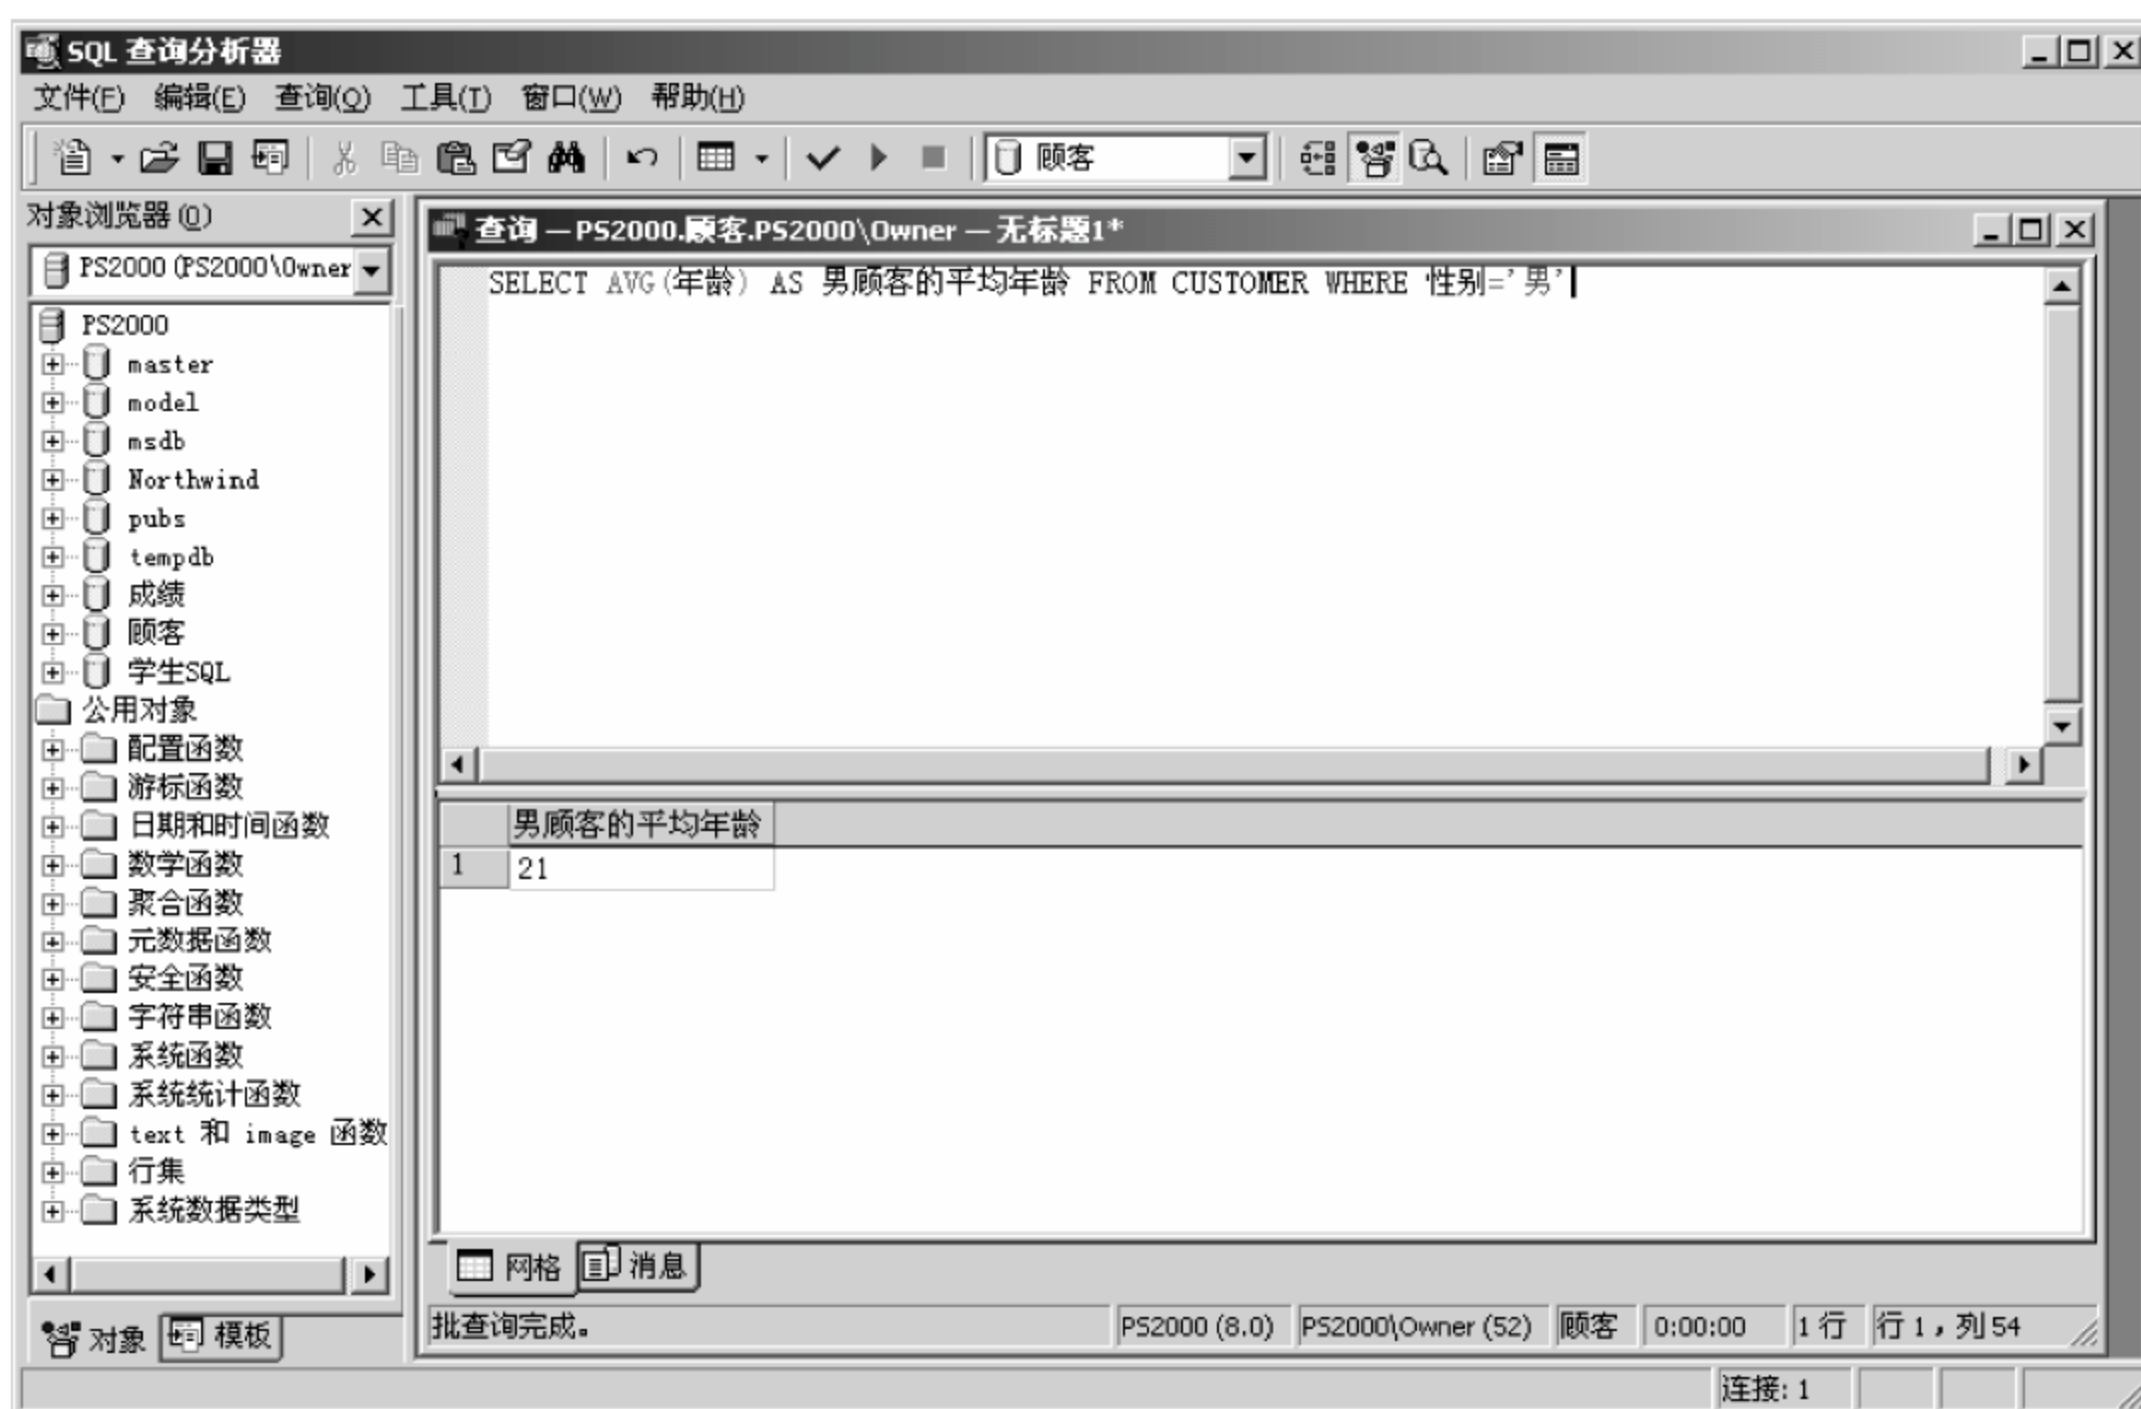 SQL 查询分析器
文件(F) 编辑(E) 查询(Q) 工具(T) 窗口(W) 帮助(H)
顾客
对象浏览器(O)
PS2000 (PS2000\Owner
PS2000
master
model
msdb
Northwind
pubs
tempdb
成绩
顾客
学生SQL
公用对象
配置函数
游标函数
日期和时间函数
数学函数
聚合函数
元数据函数
安全函数
字符串函数
系统函数
系统统计函数
text 和 image 函数
行集
系统数据类型
对象 模板
查询 — PS2000.顾客.PS2000\Owner — 无标题1*
SELECT AVG(年龄) AS 男顾客的平均年龄 FROM CUSTOMER WHERE 性别='男'
男顾客的平均年龄
1 21
网格 消息
批查询完成。 PS2000 (8.0) PS2000\Owner (52) 顾客 0:00:00 1 行 行 1，列 54
连接: 1